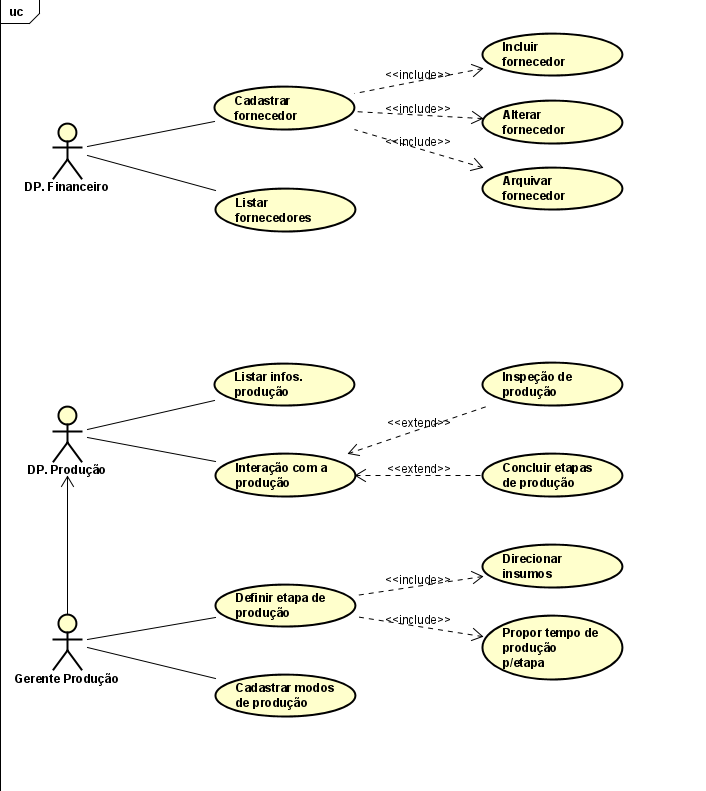 uc
Incluir
fornecedor
<<include>>
Cadastrar
fornecedor
<<include>>
Alterar
fornecedor
<<include>>
DP. Financeiro
Arquivar
fornecedor
Listar
fornecedores
Listar infos.
produção
Inspeção de
produção
<<extend>>
DP. Produção
Interação com a
produção
<<extend>>
Concluir etapas
de produção
Direcionar
insumos
<<include>>
Definir etapa de
produção
<<include>>
Propor tempo de
produção
p/etapa
Gerente Produção
Cadastrar modos
de produção